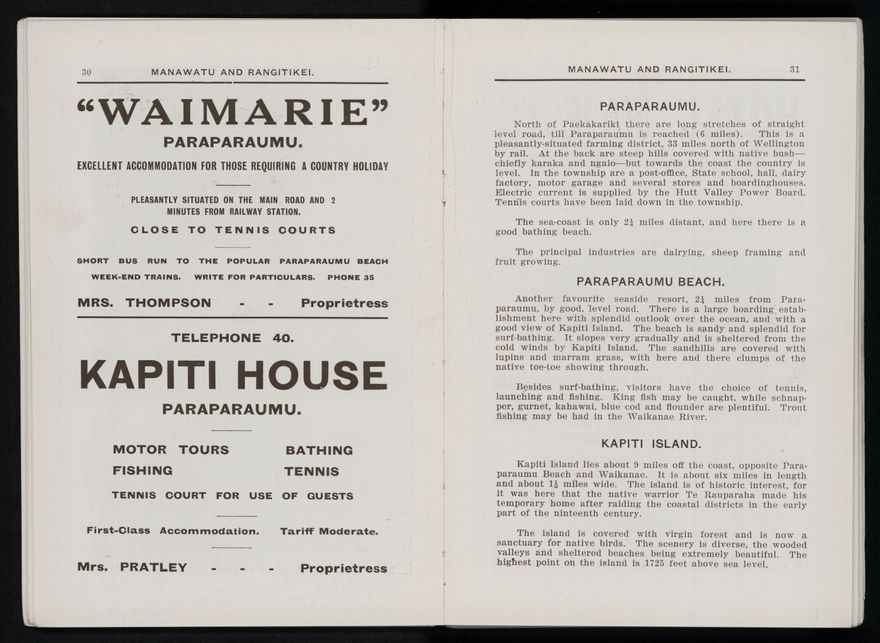 30 MANAWATU AND RANGITIKEI.
“WAIMARIE”
PARAPARAUMU.
EXCELLENT ACCOMMODATION FOR THOSE REQUIRING A COUNTRY HOLIDAY
PLEASANTLY SITUATED ON THE MAIN ROAD AND 2
MINUTES FROM RAILWAY STATION.
CLOSE TO TENNIS COURTS
SHORT BUS RUN TO THE POPULAR PARAPARAUMU BEACH
WEEK-END TRAINS. WRITE FOR PARTICULARS. PHONE 35
MRS. THOMPSON - - Proprietress
TELEPHONE 40.
KAPITI HOUSE
PARAPARAUMU.
MOTOR TOURS BATHING
FISHING TENNIS
TENNIS COURT FOR USE OF GUESTS
First-Class Accommodation. Tariff Moderate.
Mrs. PRATLEY - - - Proprietress
MANAWATU AND RANGITIKEI. 31
PARAPARAUMU.
North of Paekakariki there are long stretches of straight
level road, till Paraparaumu is reached (6 miles). This is a
pleasantly-situated farming district, 33 miles north of Wellington
by rail. At the back are steep hills covered with native bush—
chiefly karaka and ngaio—but towards the coast the country is
level. In the township are a post-office, State school, hall, dairy
factory, motor garage and several stores and boardinghouses.
Electric current is supplied by the Hutt Valley Power Board.
Tennis courts have been laid down in the township.
The sea-coast is only 2¼ miles distant, and here there is a
good bathing beach.
The principal industries are dairying, sheep framing and
fruit growing.
PARAPARAUMU BEACH.
Another favourite seaside resort, 2¼ miles from Para-
paraumu, by good, level road. There is a large boarding estab-
lishment here with splendid outlook over the ocean, and with a
good view of Kapiti Island. The beach is sandy and splendid for
surf-bathing. It slopes very gradually and is sheltered from the
cold winds by Kapiti Island. The sandhills are covered with
lupins and marram grass, with here and there clumps of the
native toe-toe showing through.
Besides surf-bathing, visitors have the choice of tennis,
launching and fishing. King fish may be caught, while schnap-
per, gurnet, kahawai, blue cod and flounder are plentiful. Trout
fishing may be had in the Waikanae River.
KAPITI ISLAND.
Kapiti Island lies about 9 miles off the coast, opposite Para-
paraumu Beach and Waikanae. It is about six miles in length
and about 1½ miles wide. The island is of historic interest, for
it was here that the native warrior Te Rauparaha made his
temporary home after raiding the coastal districts in the early
part of the ninteenth century.
The island is covered with virgin forest and is now a
sanctuary for native birds. The scenery is diverse, the wooded
valleys and sheltered beaches being extremely beautiful. The
highest point on the island is 1725 feet above sea level.